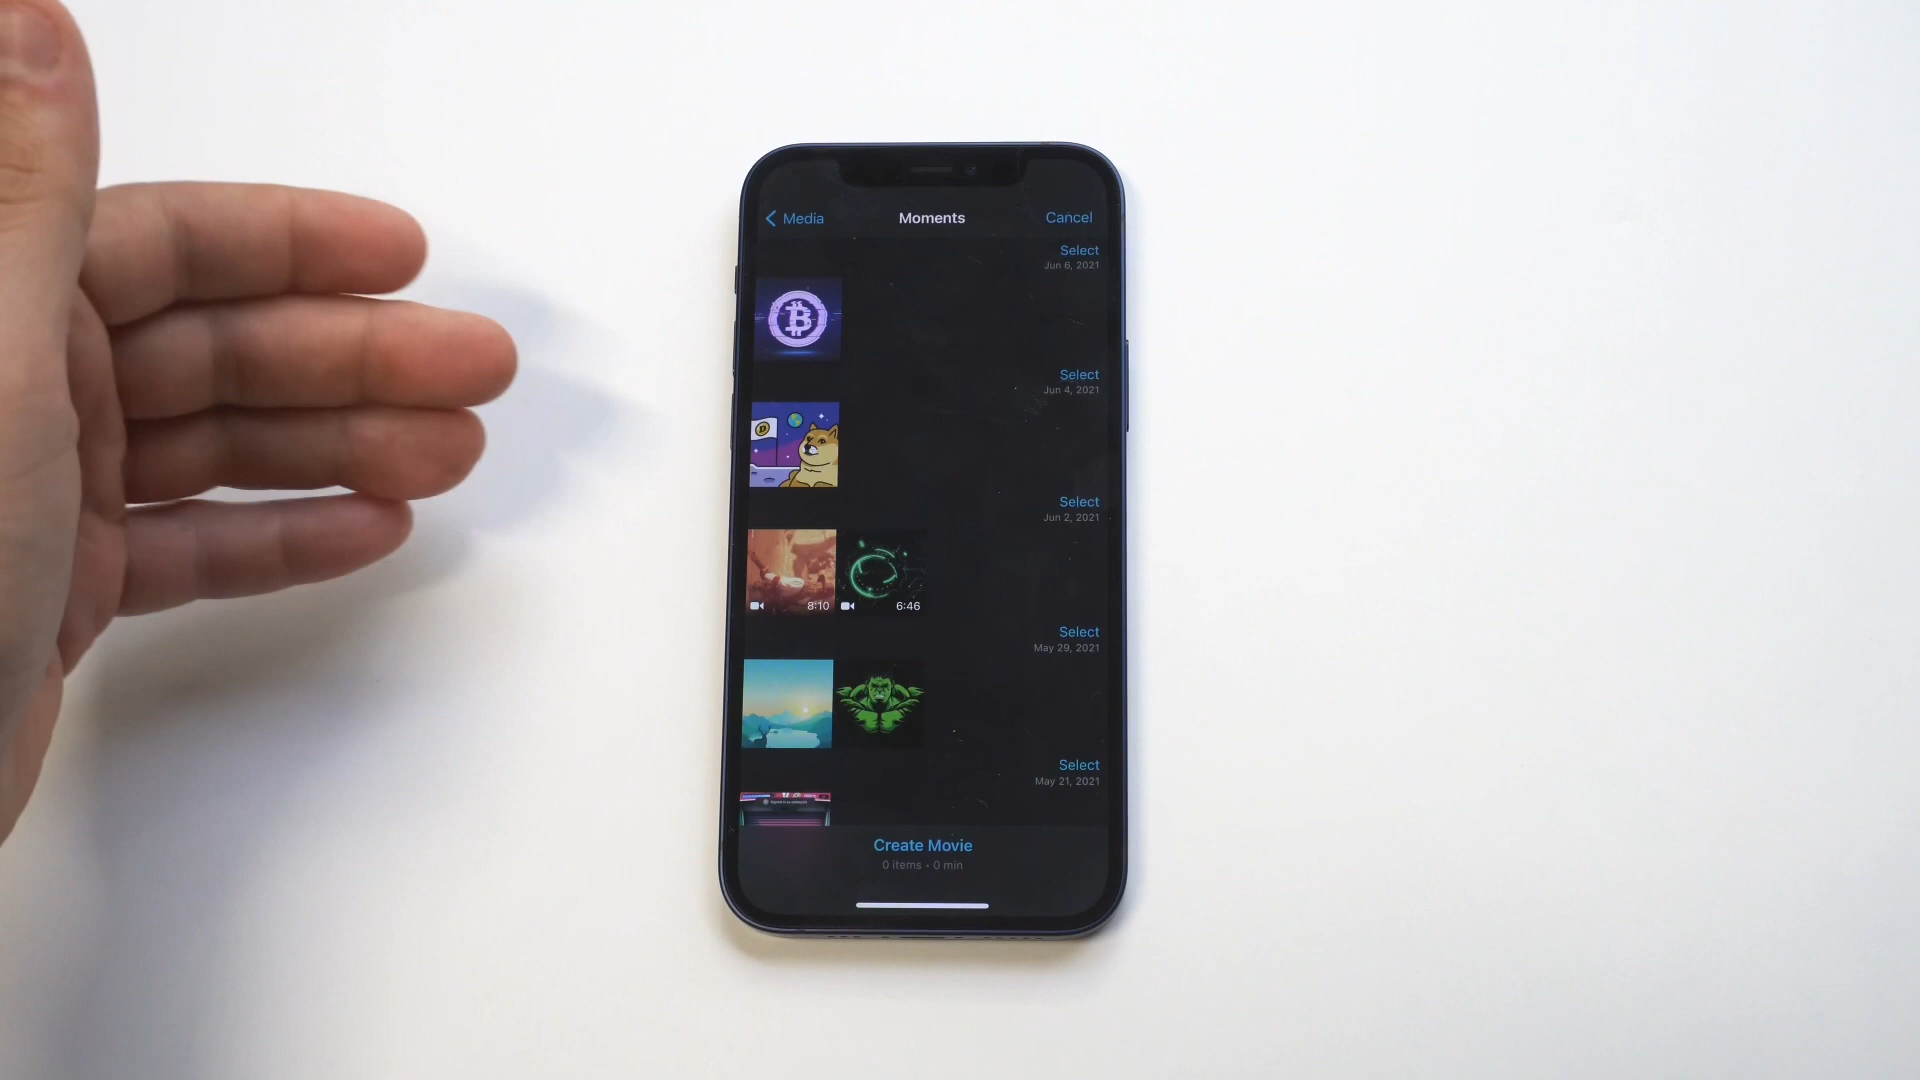 Media
Moments
Cancel
Select
Jun 6, 2021
Select
Jun 4, 2021
Select
Jun 2, 2021
8:10
6:46
Select
May 29, 2021
Select
May 21, 2021
Create Movie
0 items • 0 min